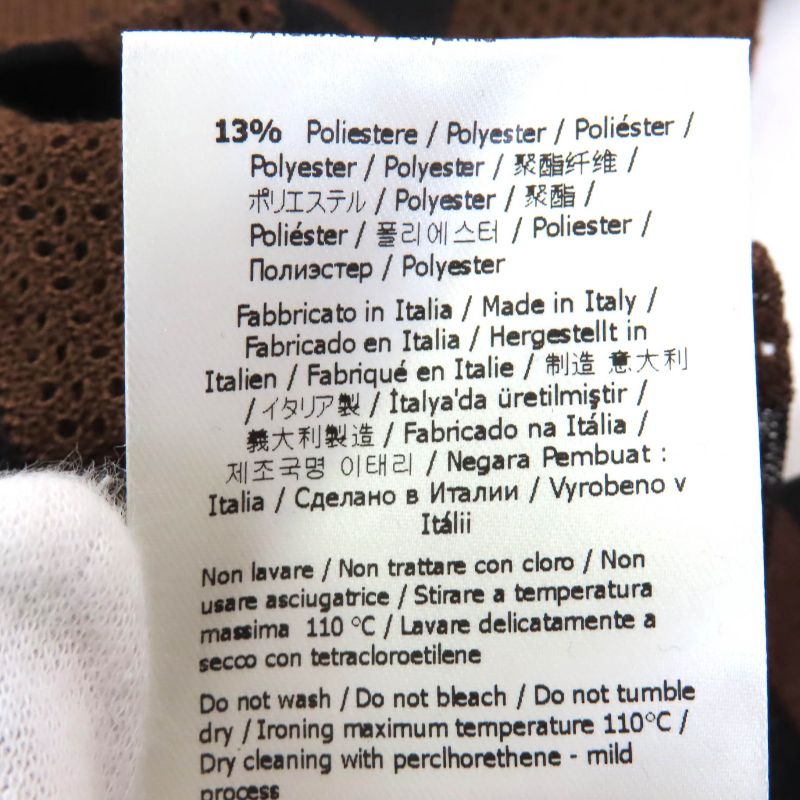 13% Poliestere / Polyester / Poliéster /
Polyester / Polyester / 聚酯纤维 /
ポリエステル / Polyester / 聚酯 /
Poliéster / 폴리에스터 / Poliester /
Полиэстер / Polyester
Fabbricato in Italia / Made in Italy /
Fabricado en Italia / Hergestellt in
Italien / Fabriqué en Italie / 制造 意大利
/ イタリア製 / İtalya'da üretilmiştir /
義大利製造 / Fabricado na Itália /
제조국명 이태리 / Negara Pembuat :
Italia / Сделано в Италии / Vyrobeno v
Itálii
Non lavare / Non trattare con cloro / Non
usare asciugatrice / Stirare a temperatura
massima 110 °C / Lavare delicatamente a
secco con tetracloroetilene
Do not wash / Do not bleach / Do not tumble
dry / Ironing maximum temperature 110°C /
Dry cleaning with perclhorethene - mild
process